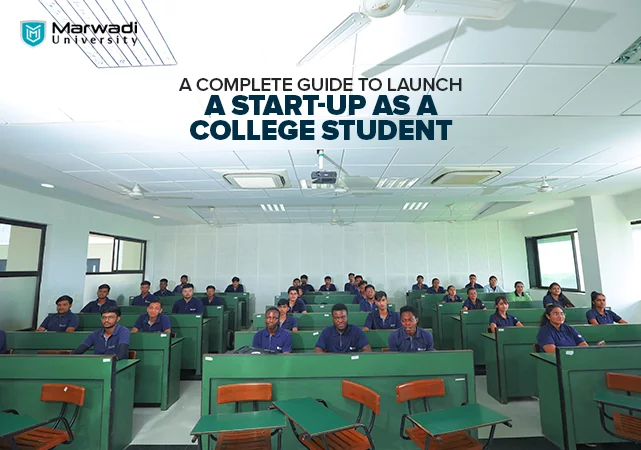 Marwadi
University
A COMPLETE GUIDE TO LAUNCH
A START-UP AS A
COLLEGE STUDENT